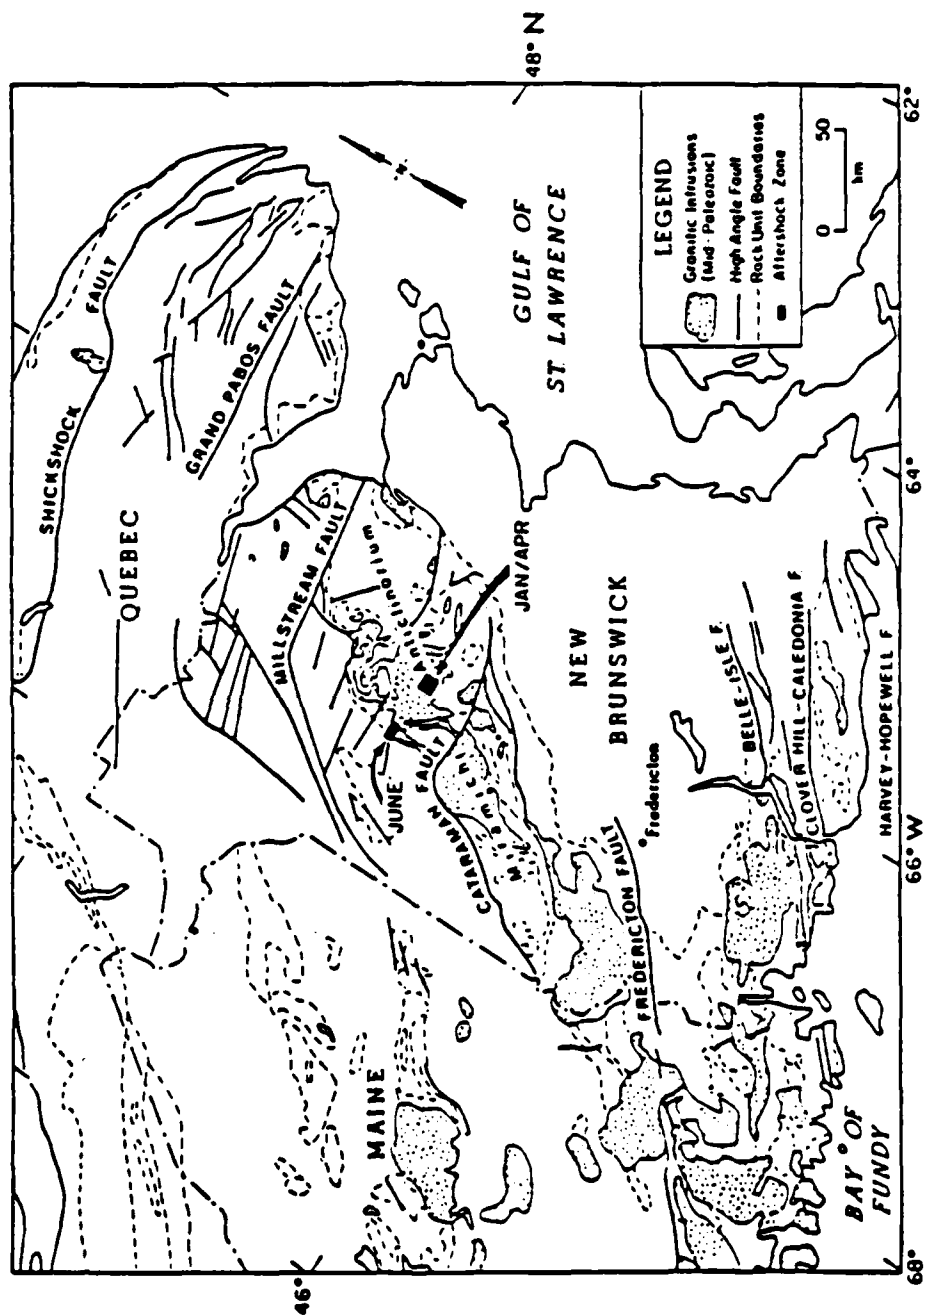 48° N
SHICKSHOCK FAULT
QUEBEC
GRAND PABOS FAULT
GULF OF
ST. LAWRENCE
MILLSTREAM FAULT
Anticlinorium
JAN/APR
JUNE
CATARAMAN FAULT
Miramichi
NEW
BRUNSWICK
Fredericton
FREDERICTON FAULT
BELLE-ISLE F.
CLOVER HILL-CALEDONIA F.
HARVEY-HOPEWELL F.
MAINE
BAY OF
FUNDY
LEGEND
Granitic Intrusions
(Mid-Paleozoic)
High Angle Fault
Rock Unit Boundaries
Aftershock Zone
0 50
km
46°
68°
66° W
64°
62°